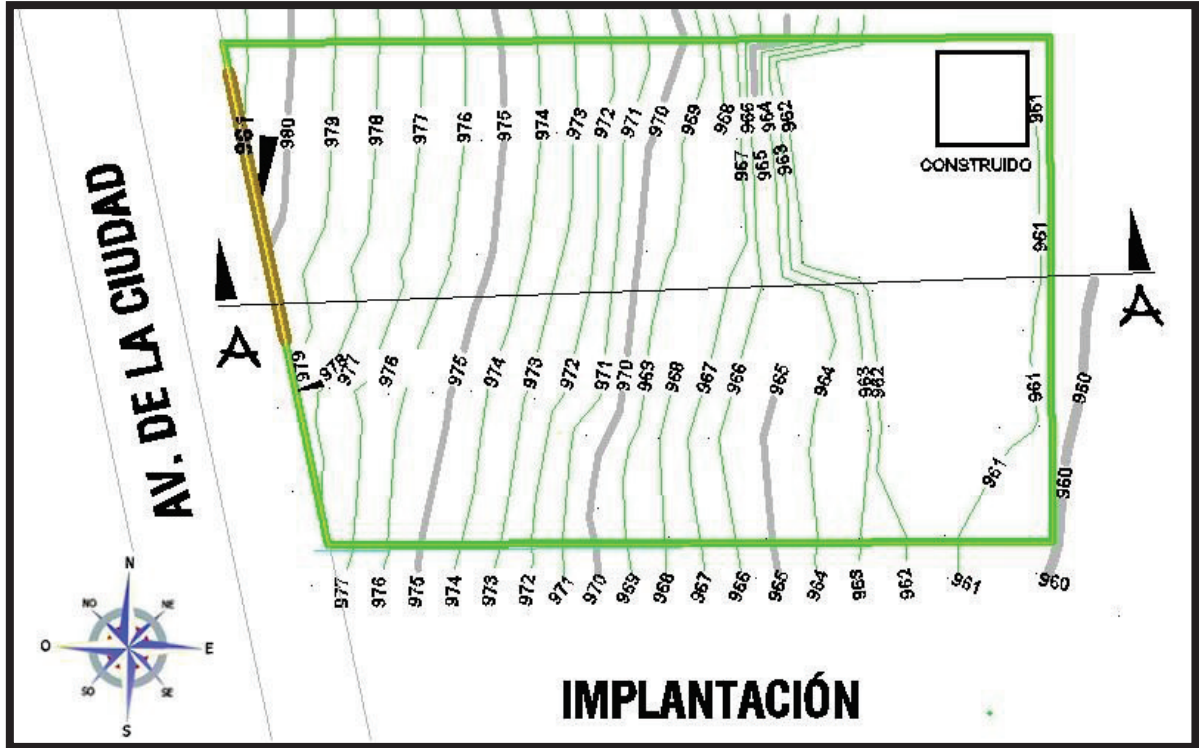 980 979 978 977 976 975 974 973 972 971 970 969 968 966 964 962 961
967 965 963
CONSTRUIDO
961
AV. DE LA CIUDAD
A A
979 978 977 976 975 974 973 972 971 970 969 968 967 966 965 964 963 962 961 960
961 960
977 976 975 974 973 972 971 970 969 968 967 966 965 964 963 962 961 960
N
NO NE
O E
SO SE
S
IMPLANTACIÓN